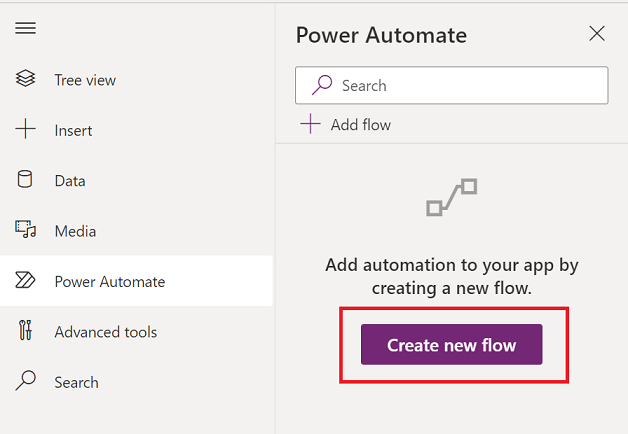 Tree view
Insert
Data
Media
Power Automate
Advanced tools
Search
Power Automate
Search
Add flow
Add automation to your app by
creating a new flow.
Create new flow